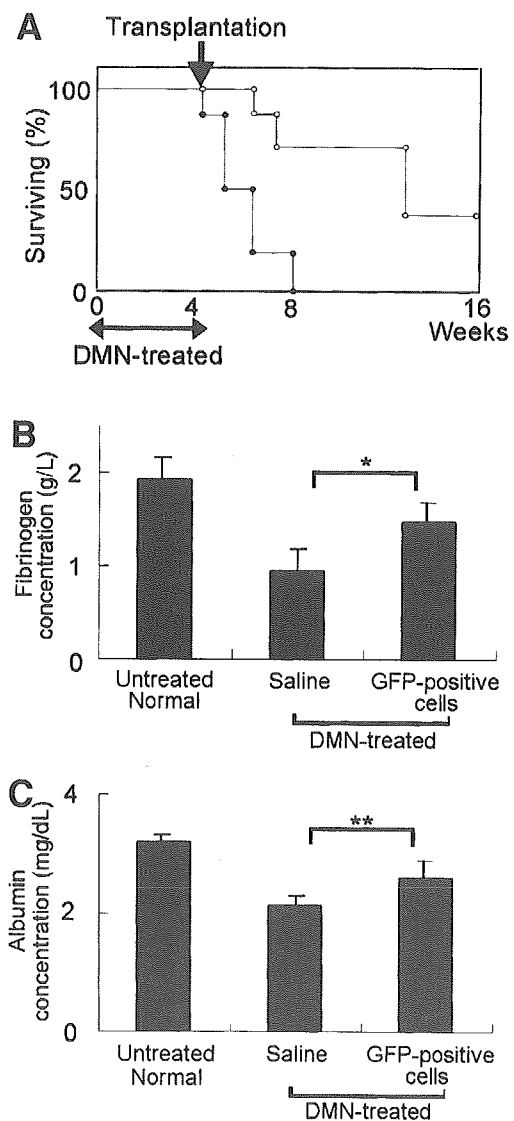 A
Transplantation
Surviving (%)
100
50
0
0 4 8 16
Weeks
DMN-treated
B
Fibrinogen
concentration (g/L)
2
1
0
*
Untreated Saline GFP-positive
Normal cells
DMN-treated
C
Albumin
concentration (mg/dL)
4
2
0
**
Untreated Saline GFP-positive
Normal cells
DMN-treated